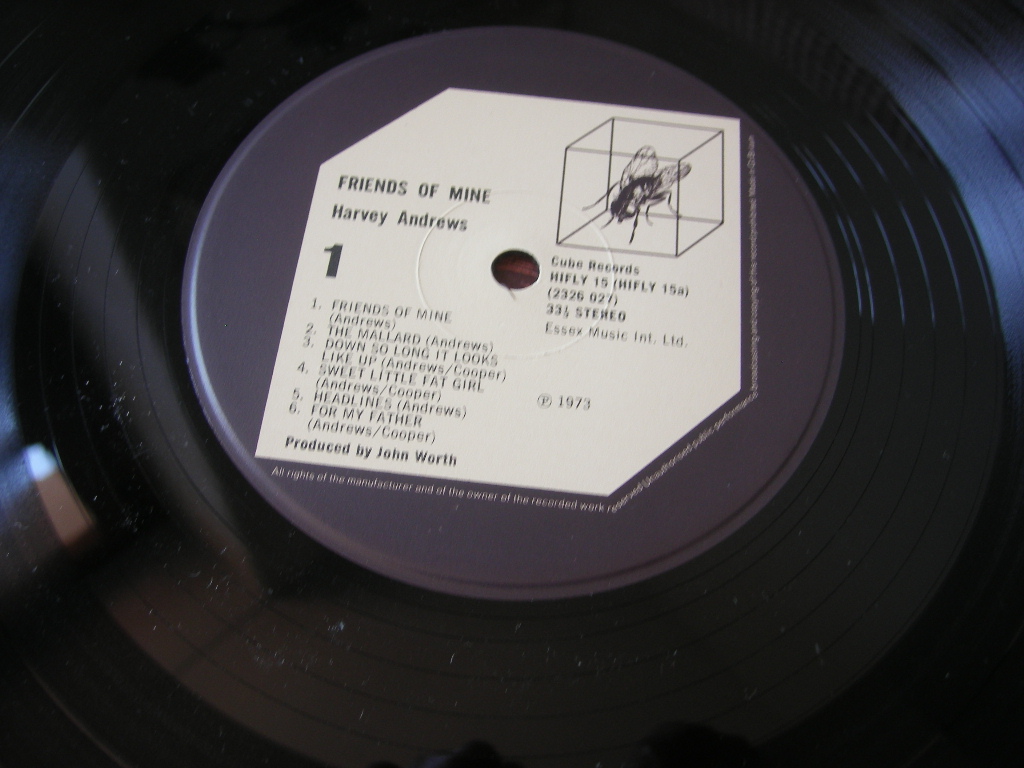 FRIENDS OF MINE
Harvey Andrews
1
1. FRIENDS OF MINE
(Andrews)
2. THE MALLARD (Andrews)
3. DOWN SO LONG IT LOOKS
LIKE UP (Andrews/Cooper)
4. SWEET LITTLE FAT GIRL
(Andrews/Cooper)
5. HEADLINES (Andrews)
6. FOR MY FATHER
(Andrews/Cooper)
Produced by John Worth
Cube Records
HIFLY 15 (HIFLY 15a)
(2326 027)
33⅓ STEREO
Essex Music Int. Ltd.
℗ 1973
All rights of the manufacturer and of the owner of the recorded work reserved